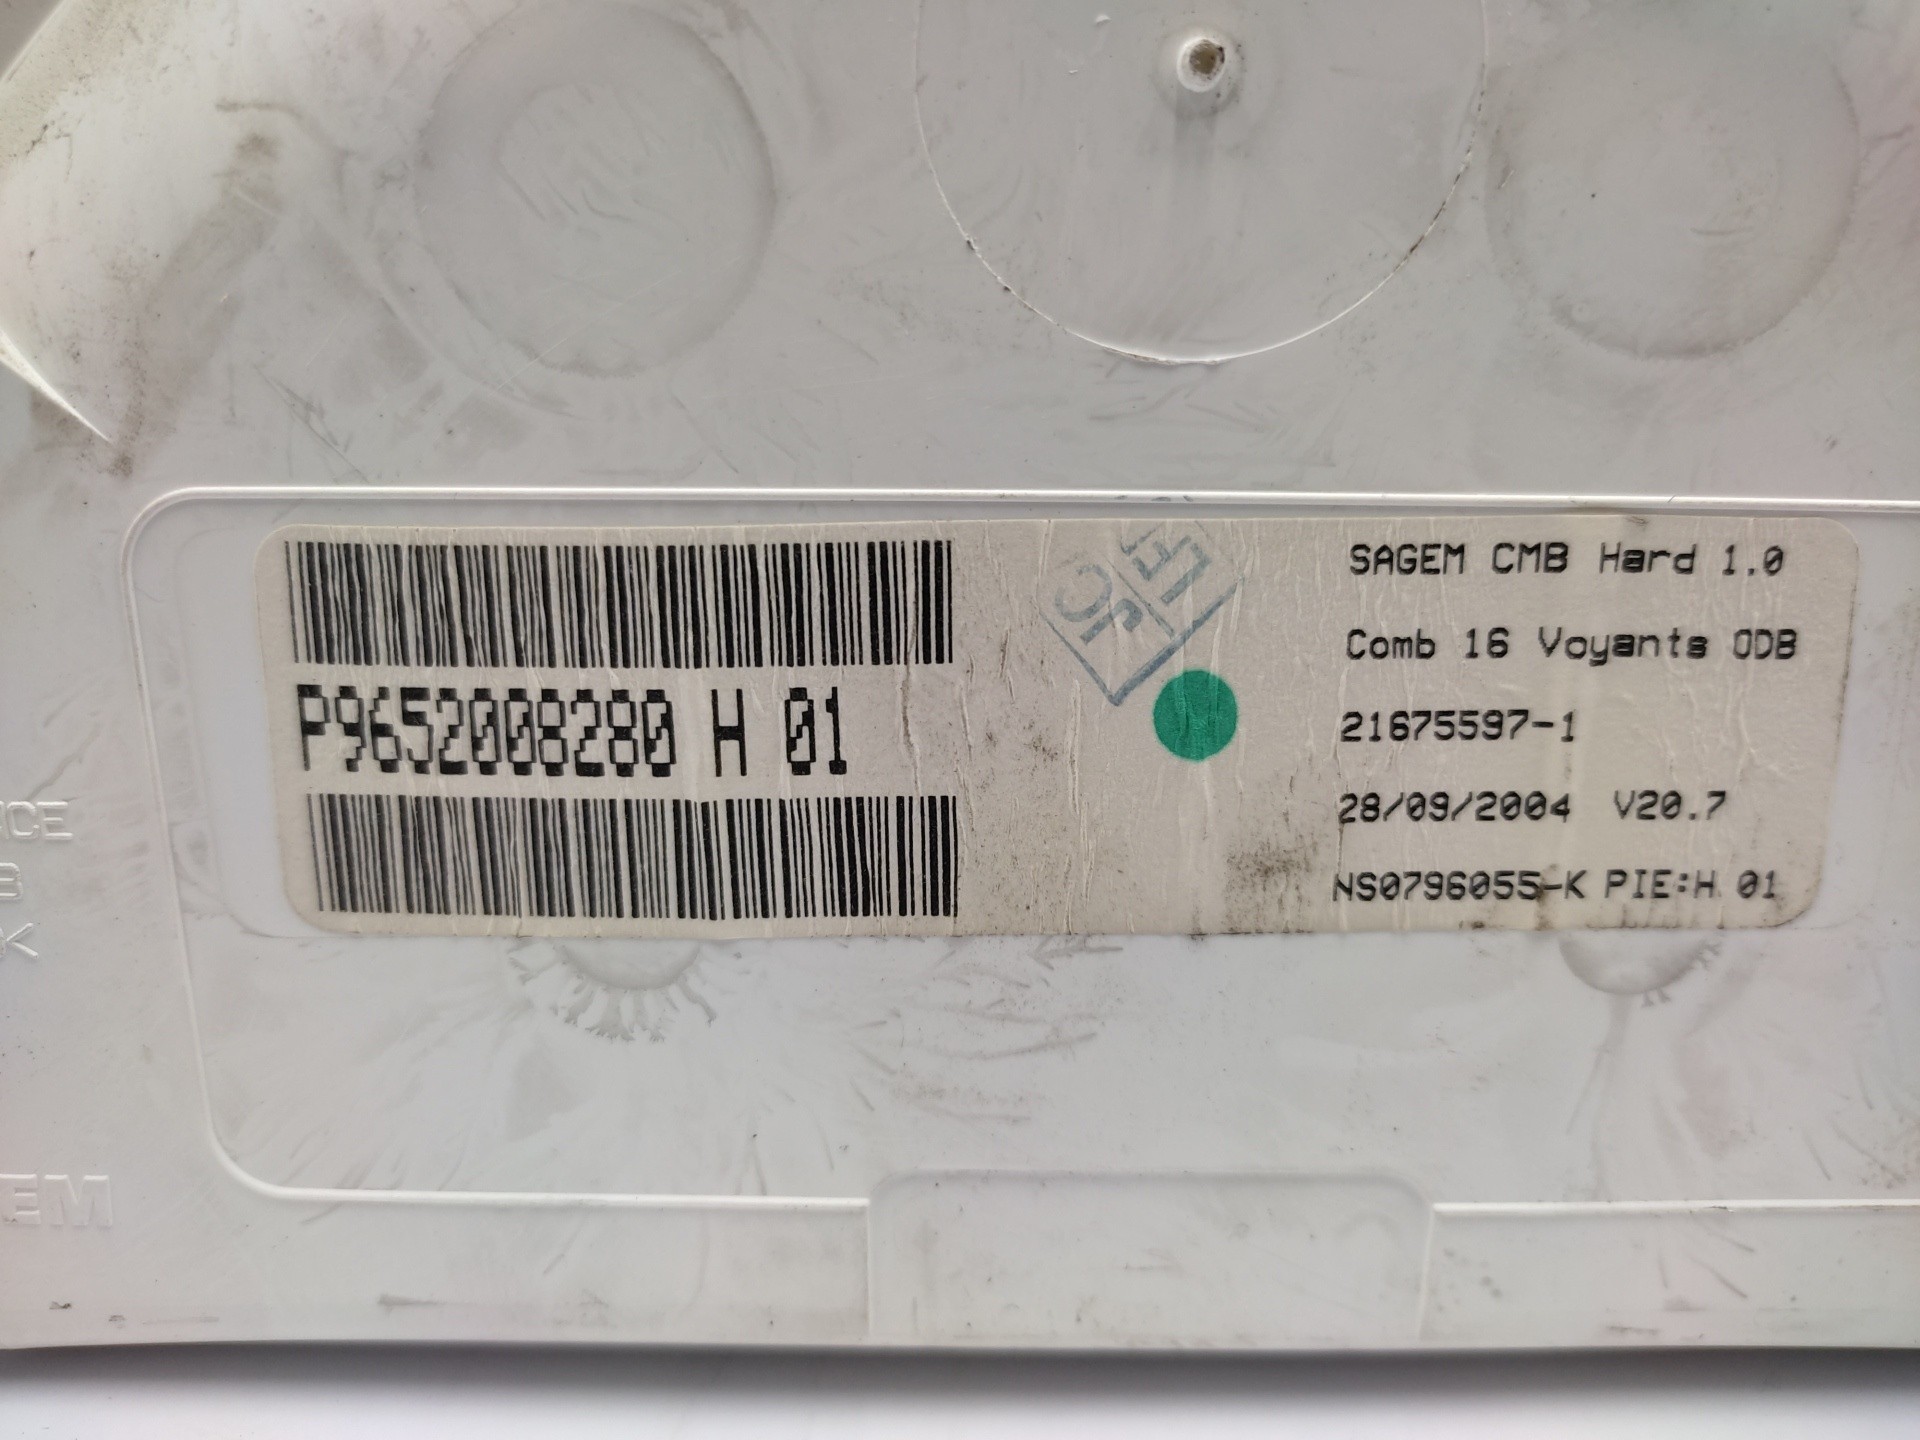 P9652008280 H 01
SAGEM CMB Hard 1.0
Comb 16 Voyants ODB
21675597-1
28/09/2004 V20.7
NS0796055-K PIE:H 01